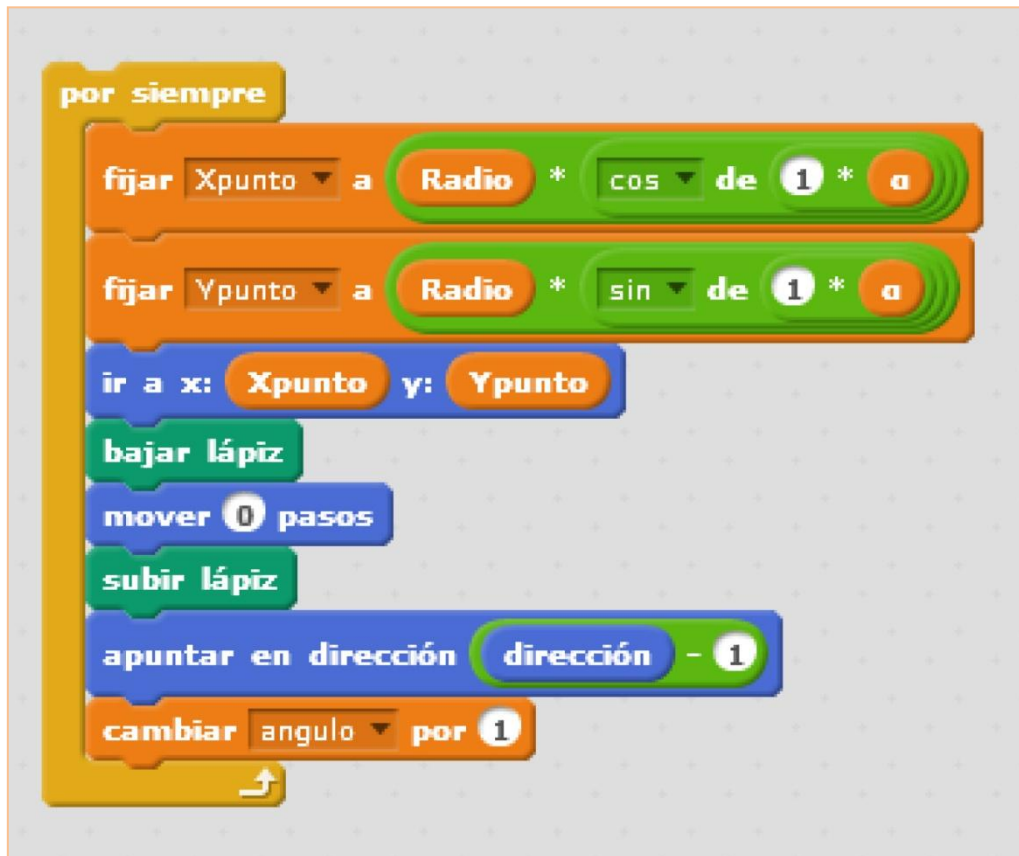 por siempre
fijar Xpunto a Radio * cos de 1 * a
fijar Ypunto a Radio * sin de 1 * a
ir a x: Xpunto y: Ypunto
bajar lápiz
mover 0 pasos
subir lápiz
apuntar en dirección dirección - 1
cambiar angulo por 1